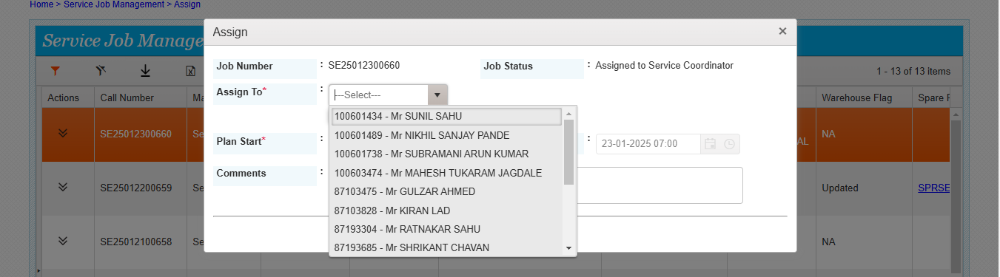 Home > Service Job Management > Assign
Service Job Manage
Assign
×
1 - 13 of 13 items
Job Number : SE25012300660 Job Status : Assigned to Service Coordinator
Assign To* : ---Select---
100601434 - Mr SUNIL SAHU
100601489 - Mr NIKHIL SANJAY PANDE
100601738 - Mr SUBRAMANI ARUN KUMAR
100603474 - Mr MAHESH TUKARAM JAGDALE
87103475 - Mr GULZAR AHMED
87103828 - Mr KIRAN LAD
87193304 - Mr RATNAKAR SAHU
87193685 - Mr SHRIKANT CHAVAN
Plan Start* : : 23-01-2025 07:00
Comments :
Actions Call Number Ma Warehouse Flag Spare F
SE25012300660 Se AL NA
SE25012200659 Se Updated SPRSE
SE25012100658 Se NA